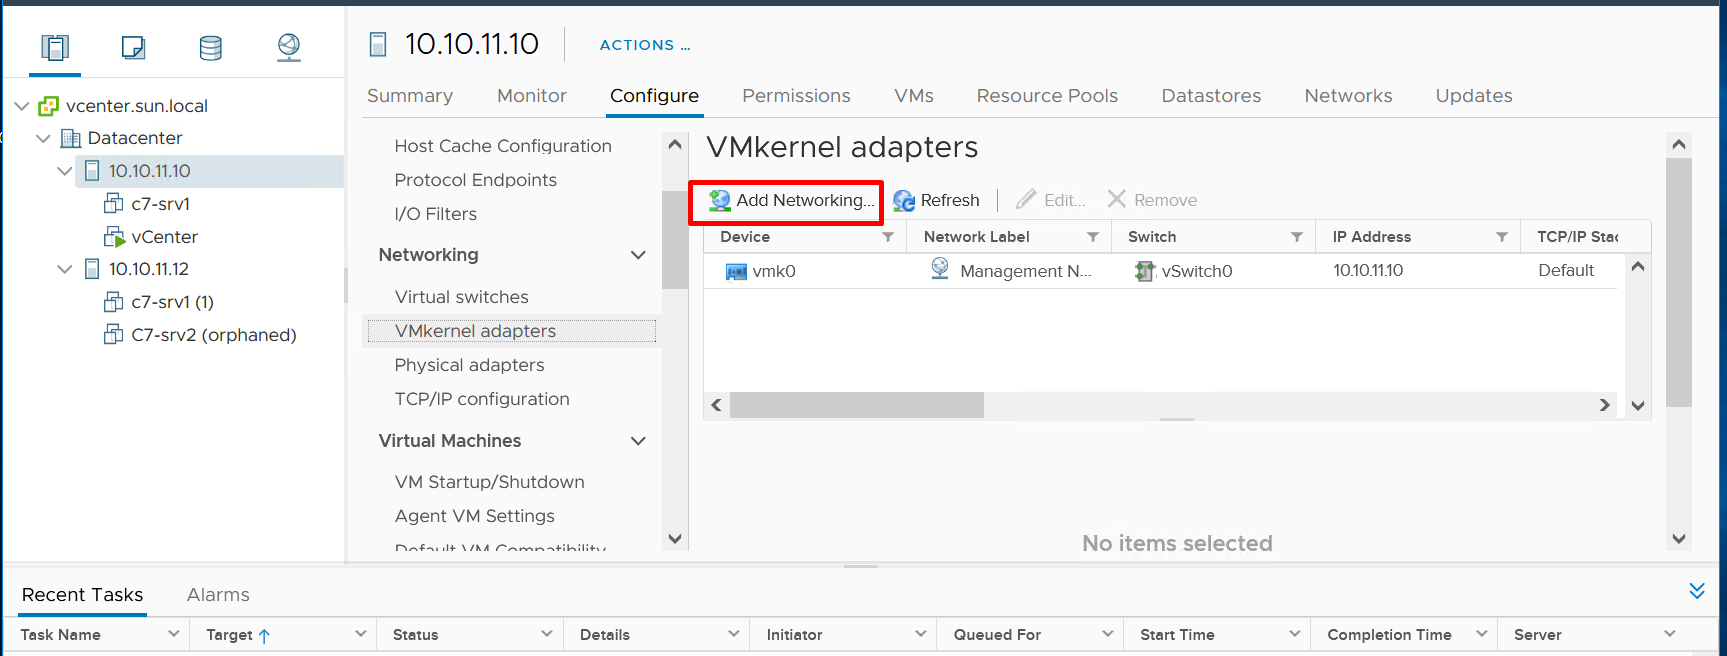 10.10.11.10
ACTIONS ...
Summary Monitor Configure Permissions VMs Resource Pools Datastores Networks Updates
vcenter.sun.local
Datacenter
10.10.11.10
c7-srv1
vCenter
10.10.11.12
c7-srv1 (1)
C7-srv2 (orphaned)
Host Cache Configuration
Protocol Endpoints
I/O Filters
Networking
Virtual switches
VMkernel adapters
Physical adapters
TCP/IP configuration
Virtual Machines
VM Startup/Shutdown
Agent VM Settings
Default VM Compatibility
VMkernel adapters
Add Networking... Refresh Edit... Remove
Device Network Label Switch IP Address TCP/IP Stac
vmk0 Management N... vSwitch0 10.10.11.10 Default
No items selected
Recent Tasks Alarms
Task Name Target Status Details Initiator Queued For Start Time Completion Time Server